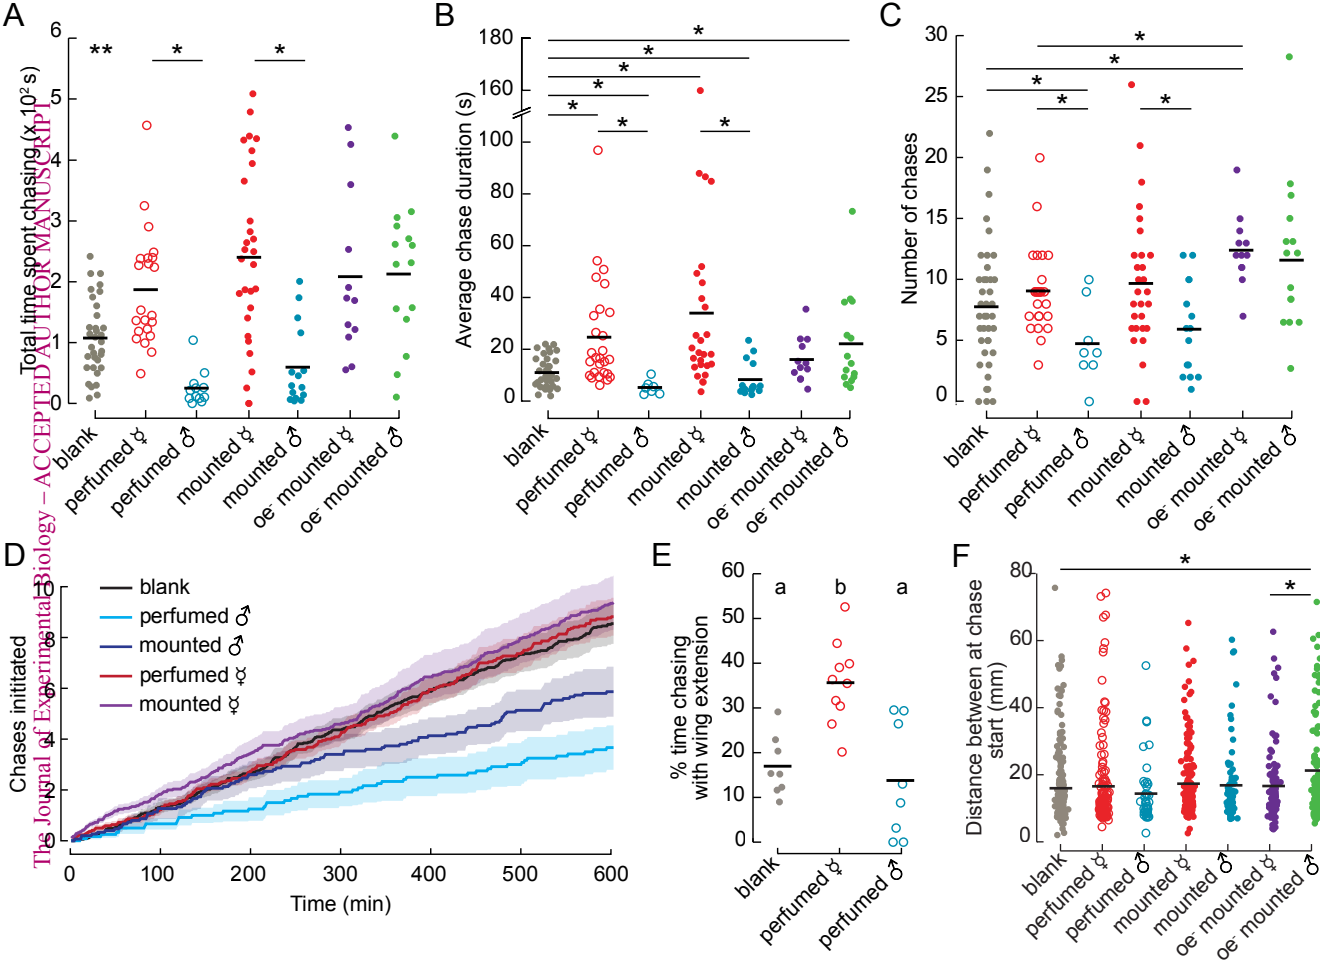 A
B
C
Total time spent chasing (x 10² s)
6
5
4
3
2
1
0
** * *
blank
perfumed ☿
perfumed ♂
mounted ☿
mounted ♂
oe⁻ mounted ☿
oe⁻ mounted ♂
Average chase duration (s)
180
160
100
80
60
40
20
0
*
*
*
*
*
* *
blank
perfumed ☿
perfumed ♂
mounted ☿
mounted ♂
oe⁻ mounted ☿
oe⁻ mounted ♂
Number of chases
30
25
20
15
10
5
0
*
*
*
* *
blank
perfumed ☿
perfumed ♂
mounted ☿
mounted ♂
oe⁻ mounted ☿
oe⁻ mounted ♂
The Journal of Experimental Biology – ACCEPTED AUTHOR MANUSCRIPT
D
E
F
Chases inititated
10
8
6
4
2
0
blank
perfumed ♂
mounted ♂
perfumed ☿
mounted ☿
0 100 200 300 400 500 600
Time (min)
% time chasing
with wing extension
60
50
40
30
20
10
0
a b a
blank
perfumed ☿
perfumed ♂
Distance between at chase
start (mm)
80
60
40
20
0
*
*
blank
perfumed ☿
perfumed ♂
mounted ☿
mounted ♂
oe⁻ mounted ☿
oe⁻ mounted ♂